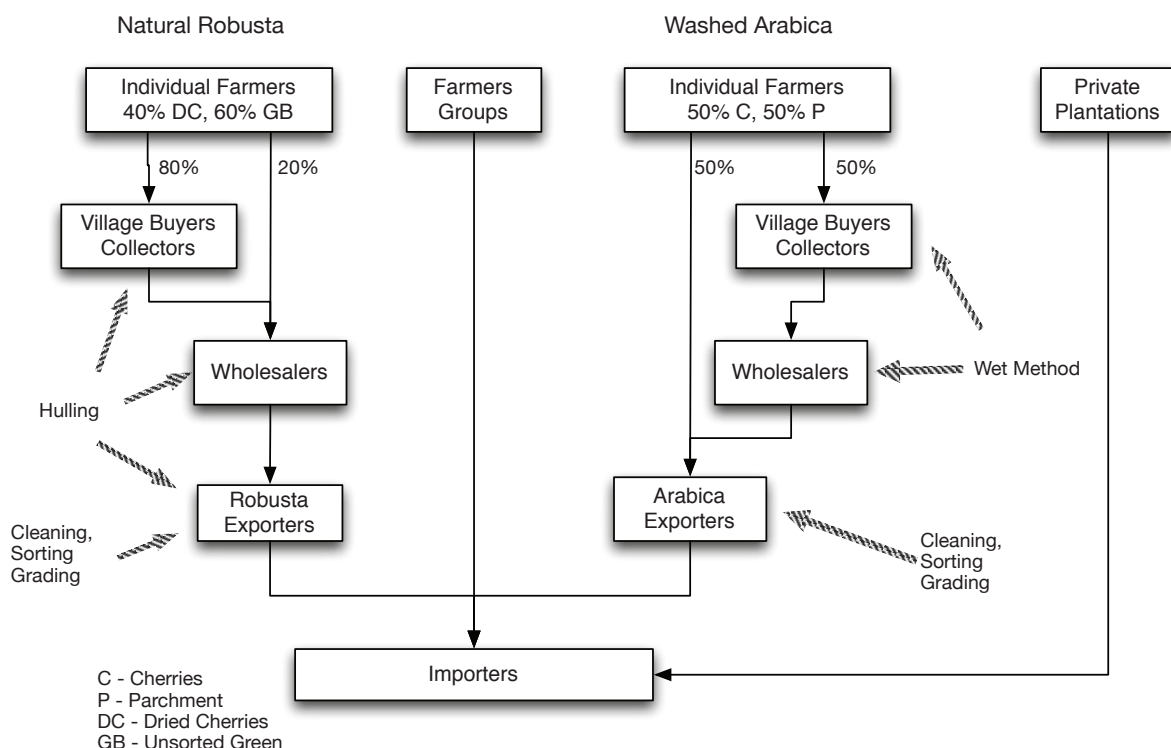 Natural Robusta
Washed Arabica
Individual Farmers
40% DC, 60% GB
Farmers
Groups
Individual Farmers
50% C, 50% P
Private
Plantations
80%
20%
50%
50%
Village Buyers
Collectors
Village Buyers
Collectors
Wholesalers
Wholesalers
Wet Method
Hulling
Robusta
Exporters
Arabica
Exporters
Cleaning,
Sorting
Grading
Cleaning,
Sorting
Grading
Importers
C - Cherries
P - Parchment
DC - Dried Cherries
GB - Unsorted Green